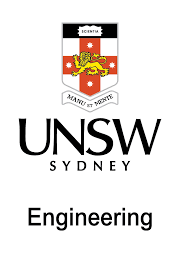 SCIENTIA
MANU ET MENTE
UNSW
SYDNEY
Engineering